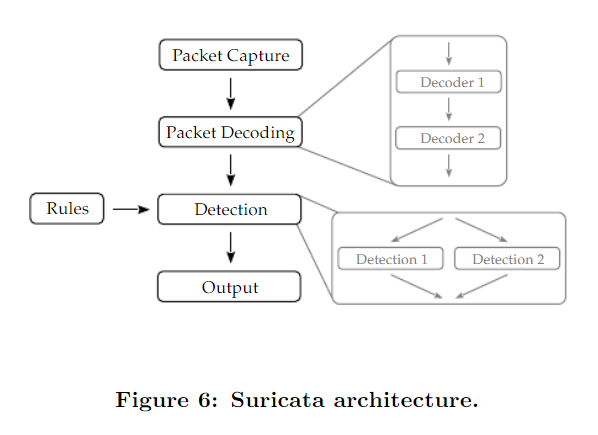 Packet Capture
Packet Decoding
Decoder 1
Decoder 2
Rules
Detection
Detection 1
Detection 2
Output
Figure 6: Suricata architecture.